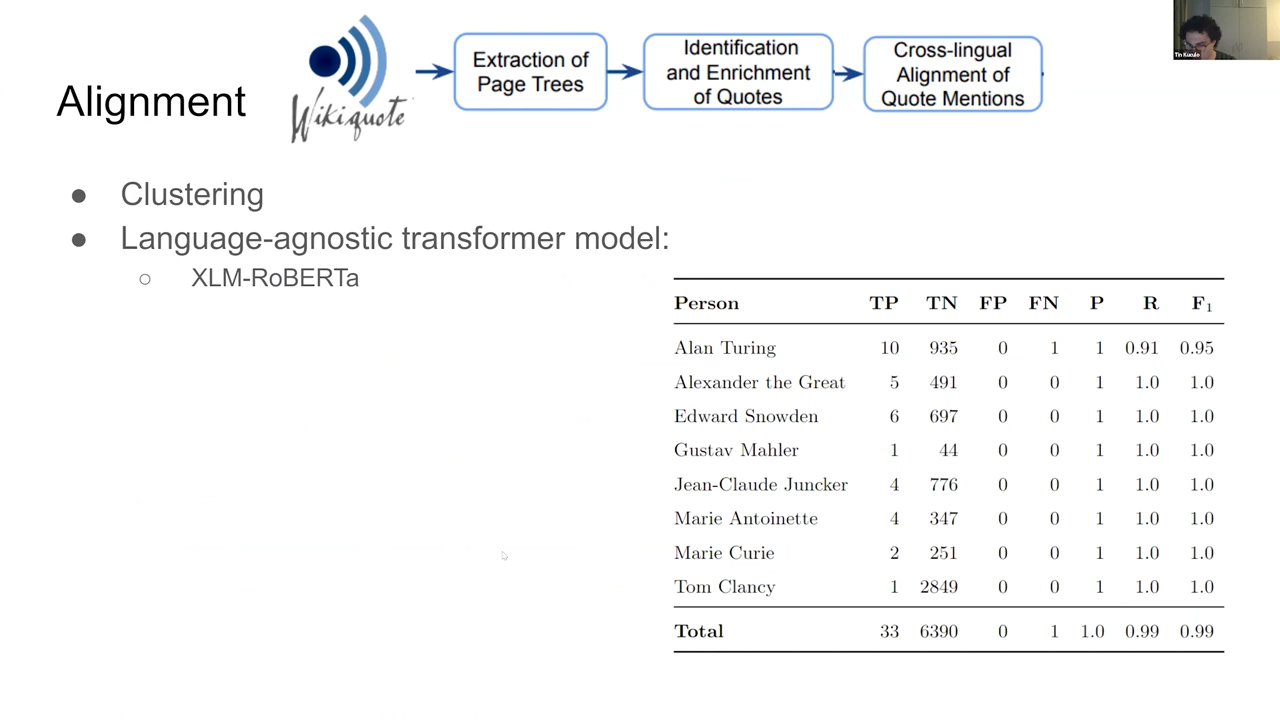 Alignment
Wikiquote
Extraction of
Page Trees
Identification
and Enrichment
of Quotes
Cross-lingual
Alignment of
Quote Mentions
Tin Kuculo
● Clustering
● Language-agnostic transformer model:
○ XLM-RoBERTa
Person TP TN FP FN P R F1
Alan Turing 10 935 0 1 1 0.91 0.95
Alexander the Great 5 491 0 0 1 1.0 1.0
Edward Snowden 6 697 0 0 1 1.0 1.0
Gustav Mahler 1 44 0 0 1 1.0 1.0
Jean-Claude Juncker 4 776 0 0 1 1.0 1.0
Marie Antoinette 4 347 0 0 1 1.0 1.0
Marie Curie 2 251 0 0 1 1.0 1.0
Tom Clancy 1 2849 0 0 1 1.0 1.0
Total 33 6390 0 1 1.0 0.99 0.99